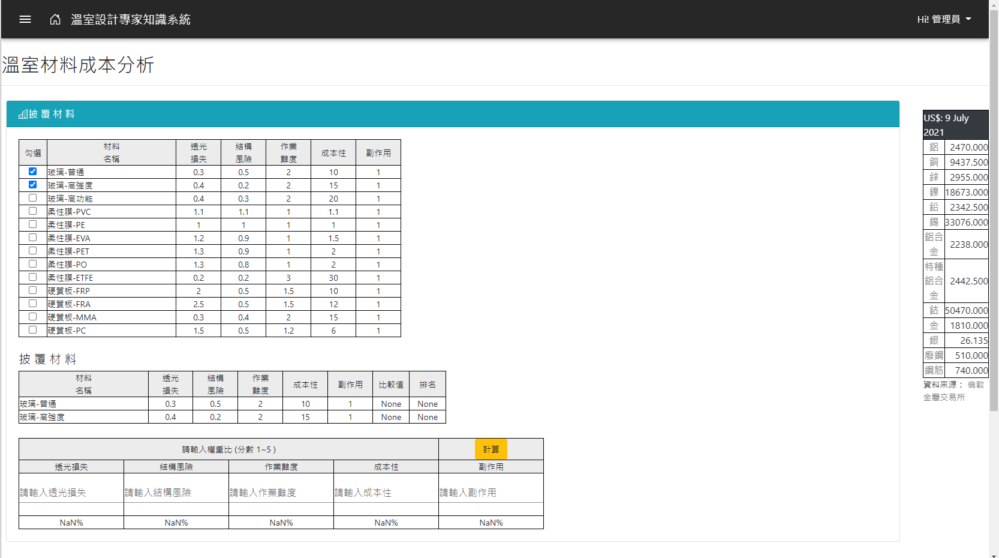 溫室設計專家知識系統
Hi! 管理員
溫室材料成本分析
披 覆 材 料
勾選 材料名稱 透光損失 結構風險 作業難度 成本性 副作用
玻璃-普通 0.3 0.5 2 10 1
玻璃-高強度 0.4 0.2 2 15 1
玻璃-高功能 0.4 0.3 2 20 1
柔性膜-PVC 1.1 1.1 1 1.1 1
柔性膜-PE 1 1 1 1 1
柔性膜-EVA 1.2 0.9 1 1.5 1
柔性膜-PET 1.3 0.9 1 2 1
柔性膜-PO 1.3 0.8 1 2 1
柔性膜-ETFE 0.2 0.2 3 30 1
硬質板-FRP 2 0.5 1.5 10 1
硬質板-FRA 2.5 0.5 1.5 12 1
硬質板-MMA 0.3 0.4 2 15 1
硬質板-PC 1.5 0.5 1.2 6 1
披 覆 材 料
材料名稱 透光損失 結構風險 作業難度 成本性 副作用 比較值 排名
玻璃-普通 0.3 0.5 2 10 1 None None
玻璃-高強度 0.4 0.2 2 15 1 None None
請輸入權重比 (分數 1~5 ) 計算
透光損失 結構風險 作業難度 成本性 副作用
請輸入透光損失 請輸入結構風險 請輸入作業難度 請輸入成本性 請輸入副作用
NaN% NaN% NaN% NaN% NaN%
US$: 9 July
2021
鋁 2470.000
銅 9437.500
鋅 2955.000
鎳 18673.000
鉛 2342.500
錫 33076.000
鋁合金 2238.000
特種鋁合金 2442.500
鈷 50470.000
金 1810.000
銀 26.135
廢鋼 510.000
鋼筋 740.000
資料來源： 倫敦
金屬交易所